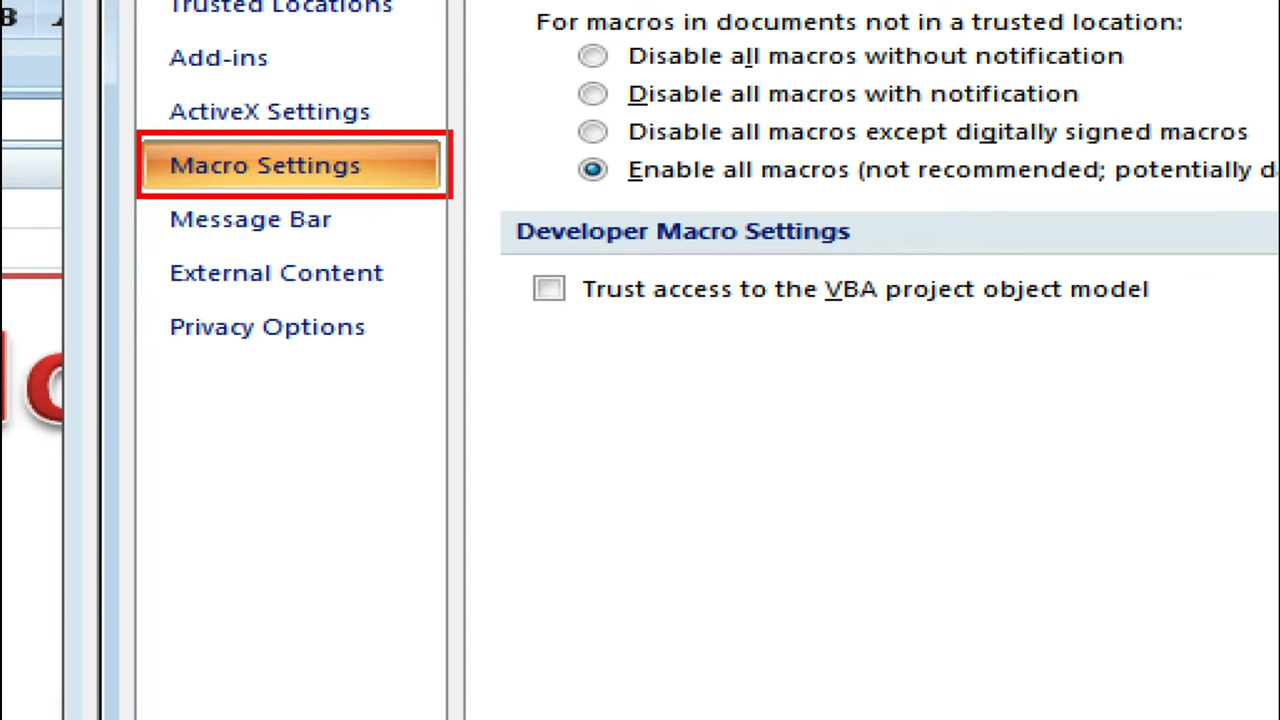 B
Trusted Locations
Add-ins
ActiveX Settings
Macro Settings
Message Bar
External Content
Privacy Options
For macros in documents not in a trusted location:
Disable all macros without notification
Disable all macros with notification
Disable all macros except digitally signed macros
Enable all macros (not recommended; potentially
Developer Macro Settings
Trust access to the VBA project object model